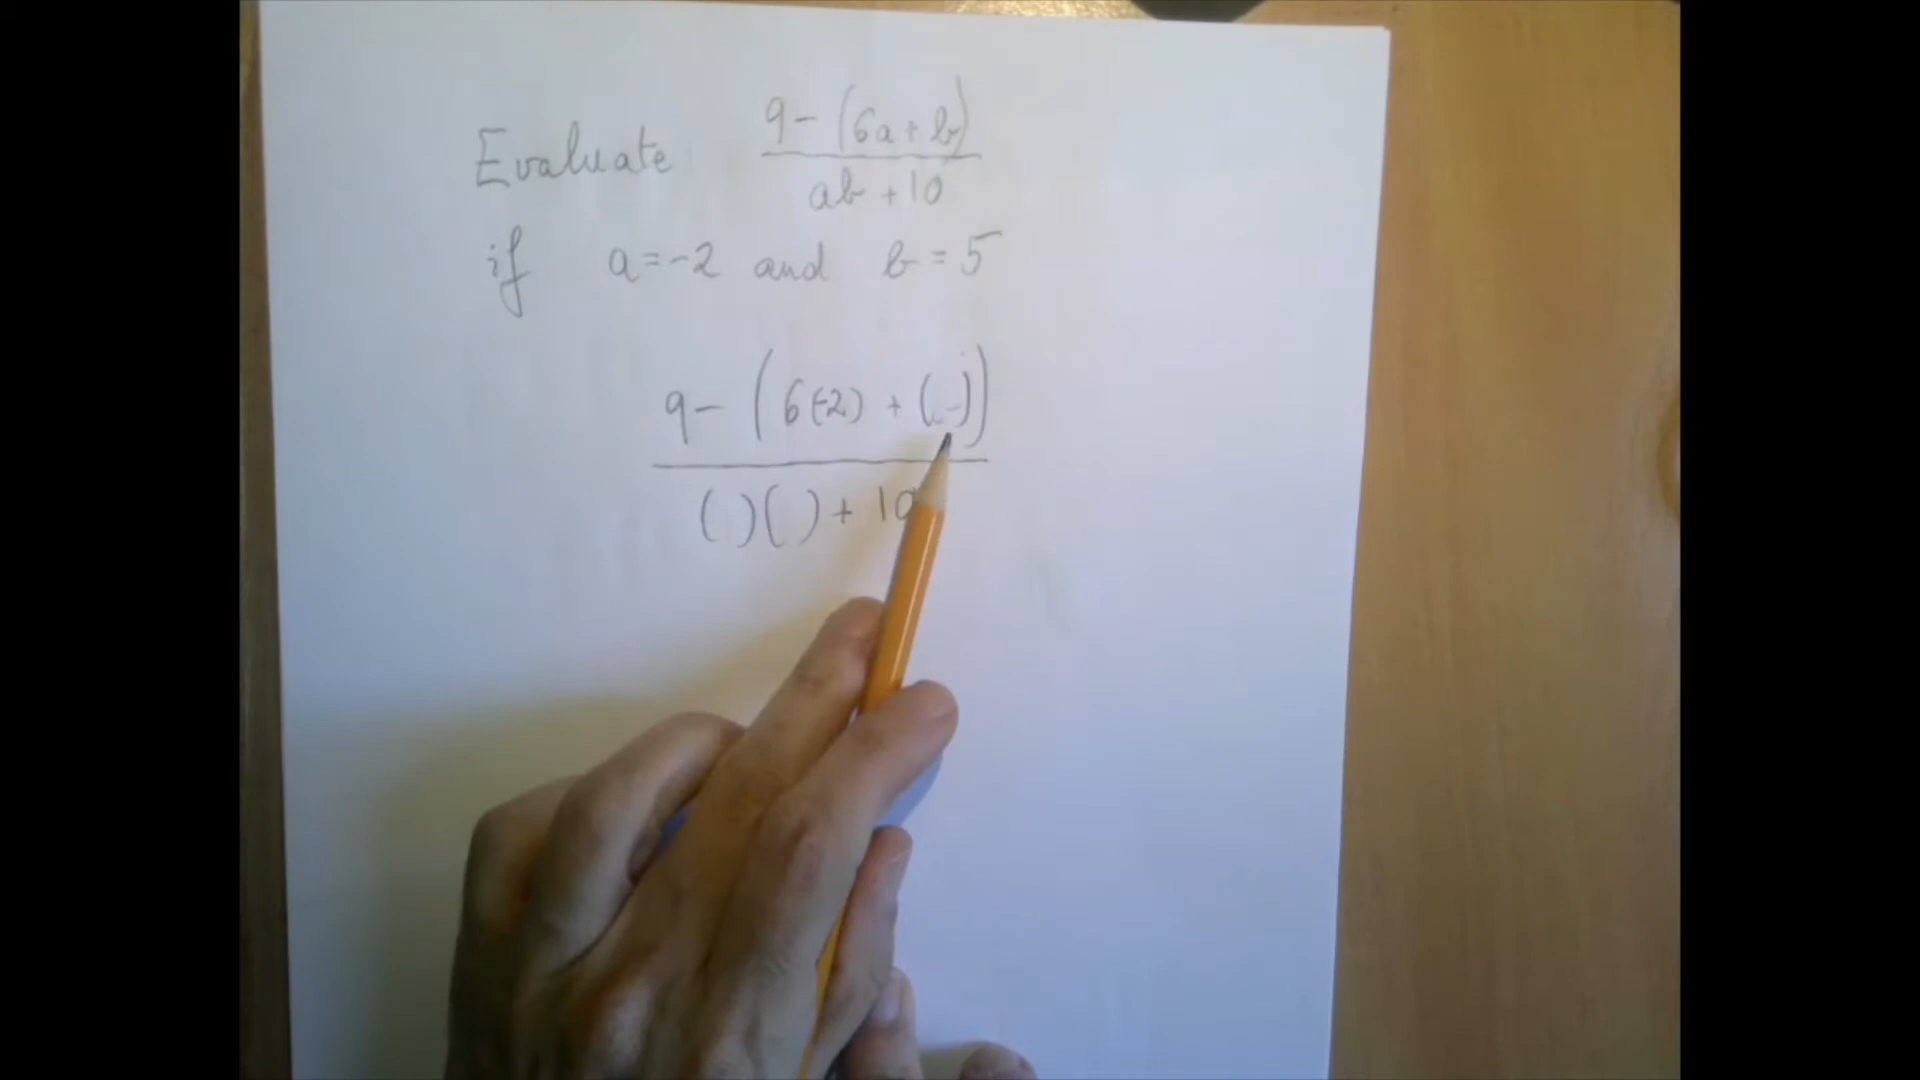 Evaluate 9 - (6a + b) / ab + 10
if a = -2 and b = 5
9 - (6(-2) + ( ))
( )( ) + 10